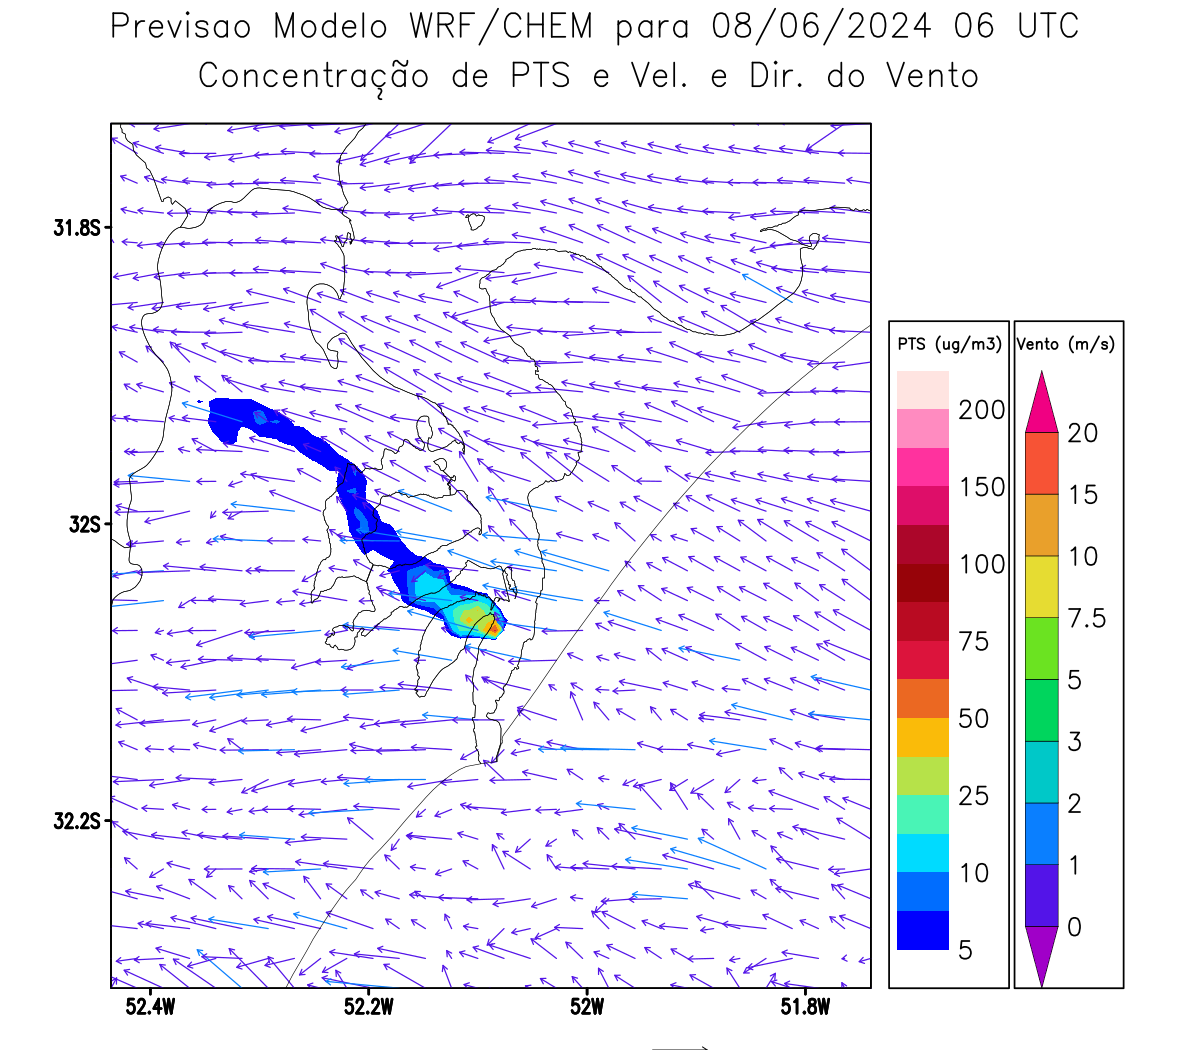 Previsao Modelo WRF/CHEM para 08/06/2024 06 UTC
Concentração de PTS e Vel. e Dir. do Vento
31.8S
32S
32.2S
52.4W
52.2W
52W
51.8W
PTS (ug/m3)
200
150
100
75
50
25
10
5
Vento (m/s)
20
15
10
7.5
5
3
2
1
0